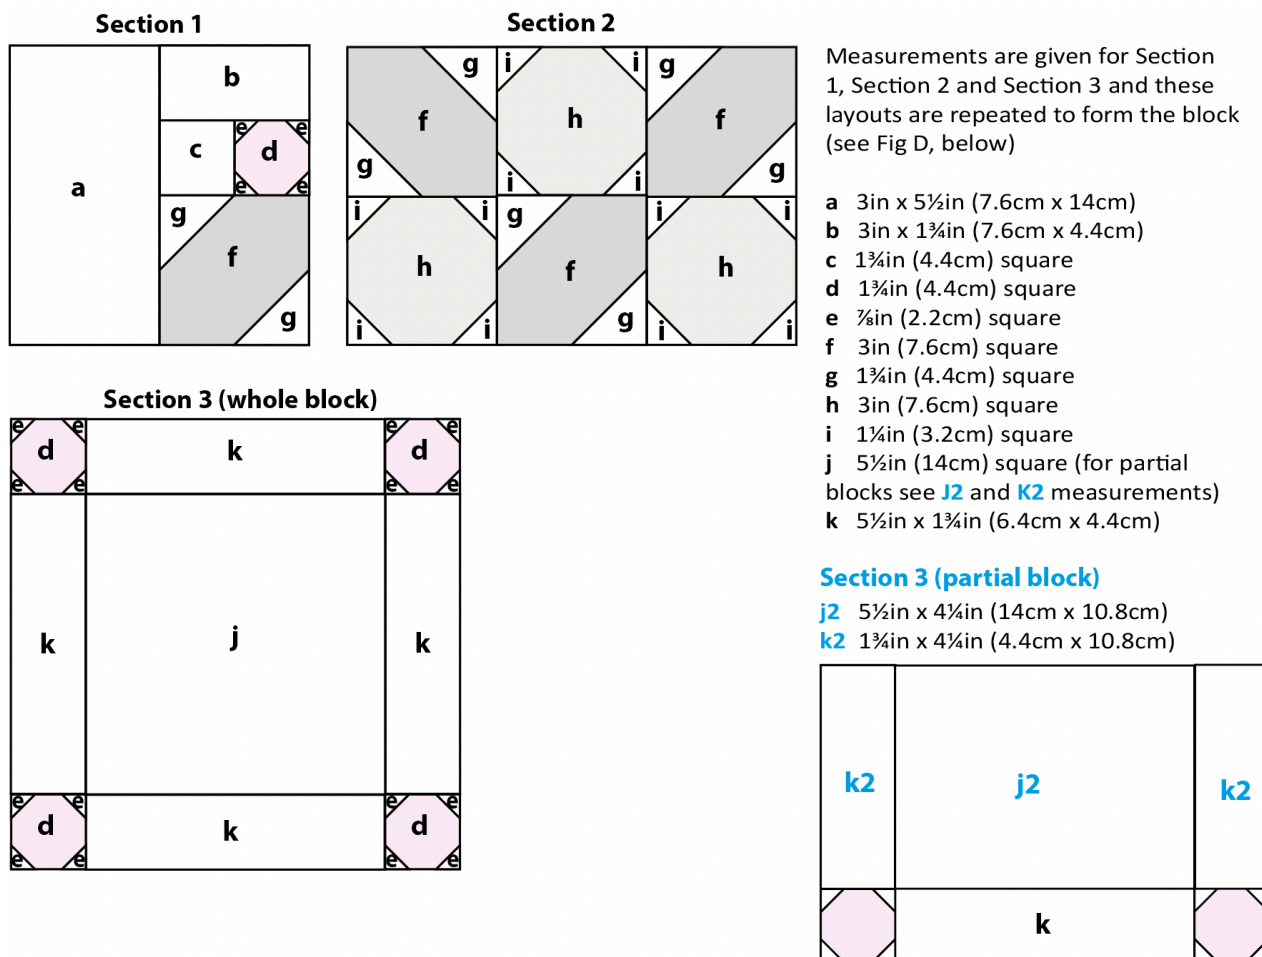 Section 1
b
e e
c d
a
e e
g
f
g
Section 2
g i i g
f h f
g i i g
i i g i i
h f h
i i g i i
Measurements are given for Section
1, Section 2 and Section 3 and these
layouts are repeated to form the block
(see Fig D, below)
a 3in x 5½in (7.6cm x 14cm)
b 3in x 1¾in (7.6cm x 4.4cm)
c 1¾in (4.4cm) square
d 1¾in (4.4cm) square
e ⅞in (2.2cm) square
f 3in (7.6cm) square
g 1¾in (4.4cm) square
h 3in (7.6cm) square
i 1¼in (3.2cm) square
j 5½in (14cm) square (for partial
blocks see J2 and K2 measurements)
k 5½in x 1¾in (6.4cm x 4.4cm)
Section 3 (whole block)
e e e e
d k d
e e e e
k j k
e e e e
d k d
e e e e
Section 3 (partial block)
j2 5½in x 4¼in (14cm x 10.8cm)
k2 1¾in x 4¼in (4.4cm x 10.8cm)
k2 j2 k2
k